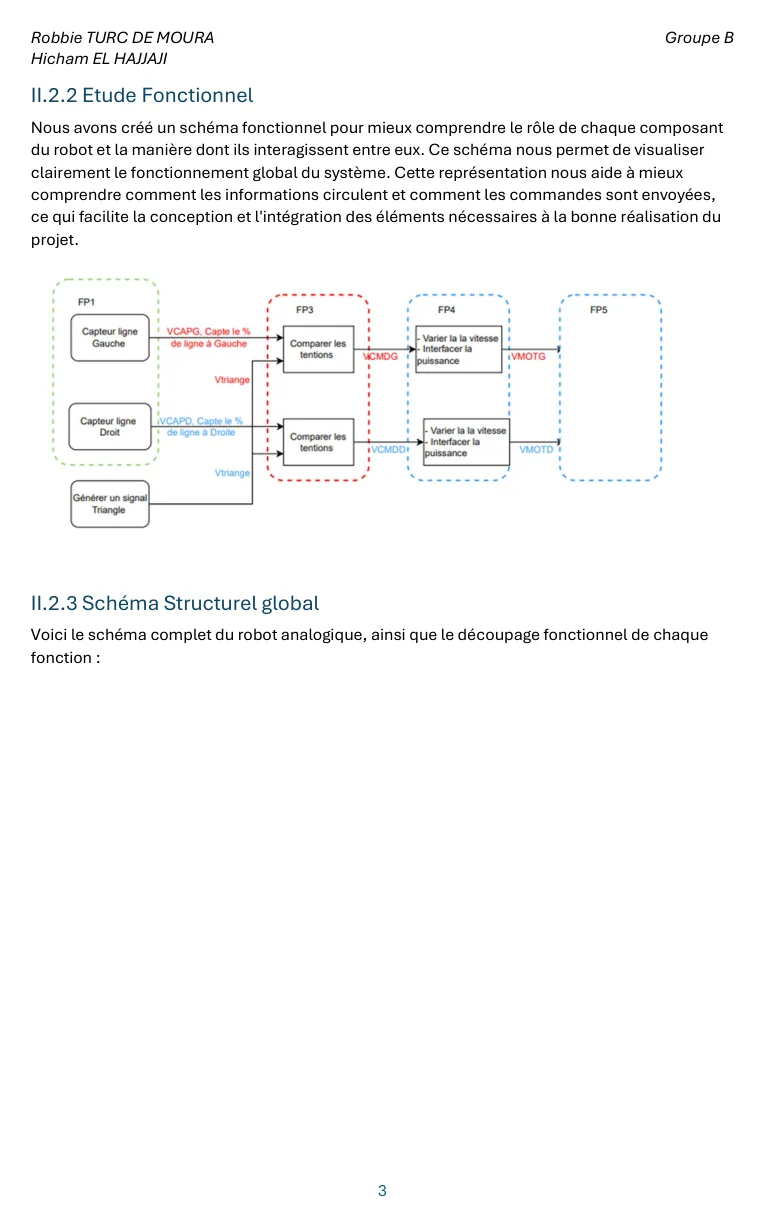 Robbie TURC DE MOURA
Groupe B
Hicham EL HAJJAJI
II.2.2 Etude Fonctionnel
Nous avons créé un schéma fonctionnel pour mieux comprendre le rôle de chaque composant
du robot et la manière dont ils interagissent entre eux. Ce schéma nous permet de visualiser
clairement le fonctionnement global du système. Cette représentation nous aide à mieux
comprendre comment les informations circulent et comment les commandes sont envoyées,
ce qui facilite la conception et l'intégration des éléments nécessaires à la bonne réalisation du
projet.
FP1
Capteur ligne
Gauche
VCAPG, Capte le %
de ligne à Gauche
Vtriange
Capteur ligne
Droit
VCAPD, Capte le %
de ligne à Droite
Vtriange
Générer un signal
Triangle
FP3
Comparer les
tentions
VCMDG
Comparer les
tentions
VCMDD
FP4
- Varier la la vitesse
- Interfacer la
puissance
VMOTG
- Varier la la vitesse
- Interfacer la
puissance
VMOTD
FP5
II.2.3 Schéma Structurel global
Voici le schéma complet du robot analogique, ainsi que le découpage fonctionnel de chaque
fonction :
3